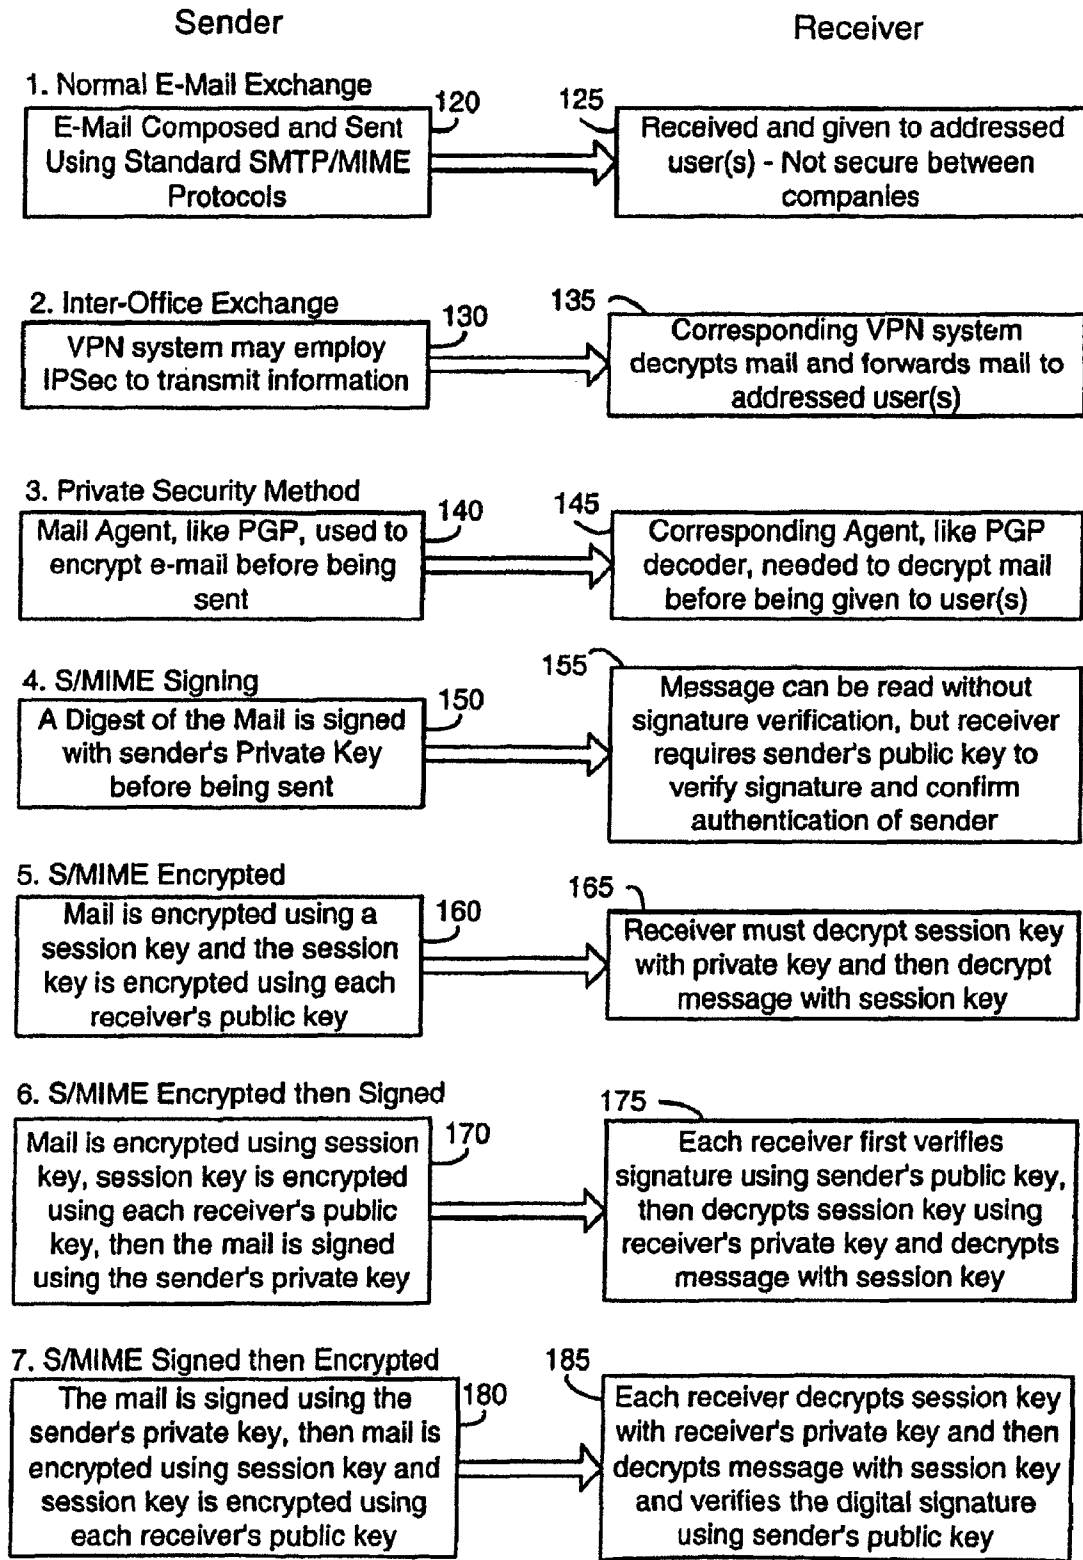 Sender
Receiver
1. Normal E-Mail Exchange
120
E-Mail Composed and Sent
Using Standard SMTP/MIME
Protocols
125
Received and given to addressed
user(s) - Not secure between
companies
2. Inter-Office Exchange
130
VPN system may employ
IPSec to transmit information
135
Corresponding VPN system
decrypts mail and forwards mail to
addressed user(s)
3. Private Security Method
140
Mail Agent, like PGP, used to
encrypt e-mail before being
sent
145
Corresponding Agent, like PGP
decoder, needed to decrypt mail
before being given to user(s)
4. S/MIME Signing
150
A Digest of the Mail is signed
with sender's Private Key
before being sent
155
Message can be read without
signature verification, but receiver
requires sender's public key to
verify signature and confirm
authentication of sender
5. S/MIME Encrypted
160
Mail is encrypted using a
session key and the session
key is encrypted using each
receiver's public key
165
Receiver must decrypt session key
with private key and then decrypt
message with session key
6. S/MIME Encrypted then Signed
170
Mail is encrypted using session
key, session key is encrypted
using each receiver's public
key, then the mail is signed
using the sender's private key
175
Each receiver first verifies
signature using sender's public key,
then decrypts session key using
receiver's private key and decrypts
message with session key
7. S/MIME Signed then Encrypted
180
The mail is signed using the
sender's private key, then mail is
encrypted using session key and
session key is encrypted using
each receiver's public key
185
Each receiver decrypts session key
with receiver's private key and then
decrypts message with session key
and verifies the digital signature
using sender's public key